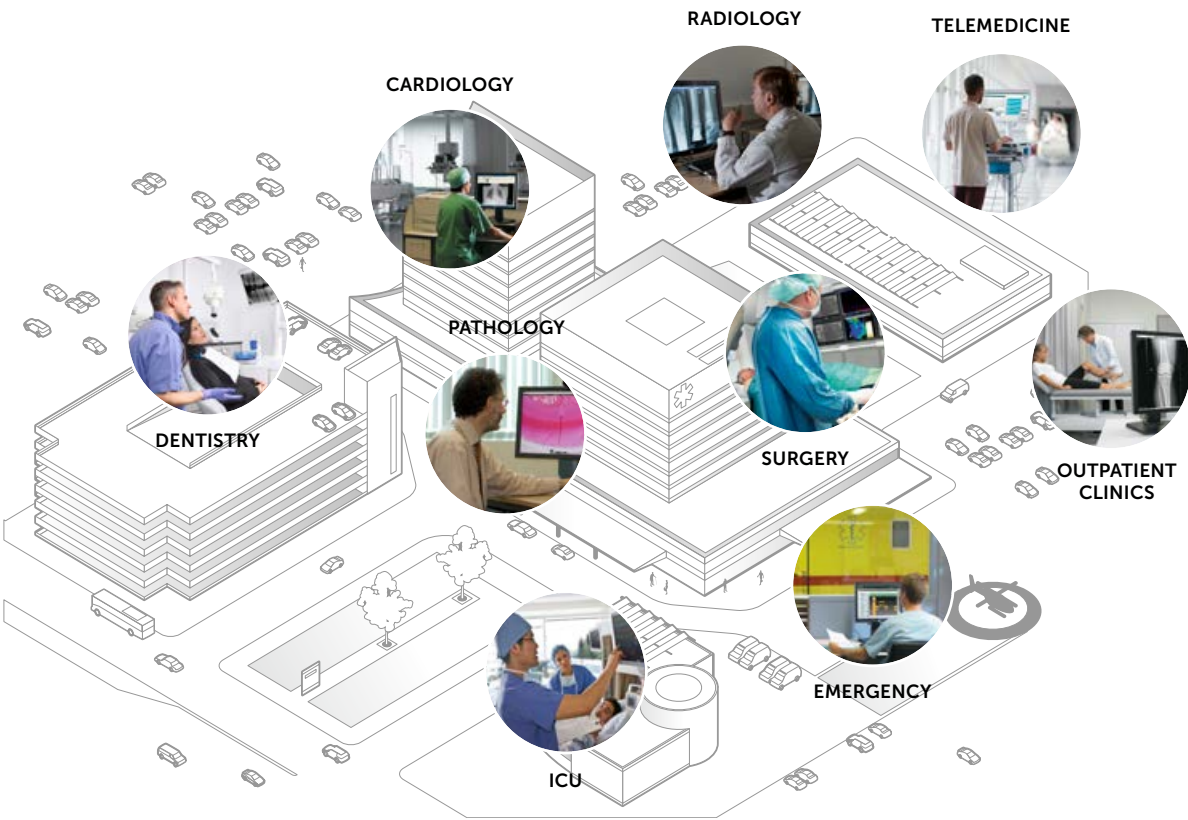 RADIOLOGY
TELEMEDICINE
CARDIOLOGY
PATHOLOGY
DENTISTRY
SURGERY
OUTPATIENT
CLINICS
EMERGENCY
ICU